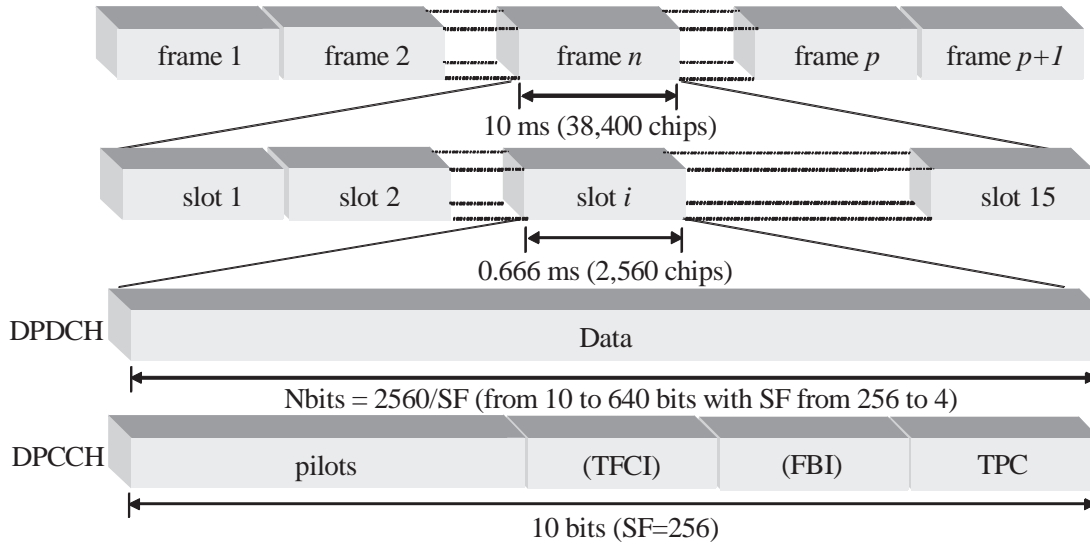 frame 1 frame 2 frame n frame p frame p+1
10 ms (38,400 chips)
slot 1 slot 2 slot i slot 15
0.666 ms (2,560 chips)
DPDCH Data
Nbits = 2560/SF (from 10 to 640 bits with SF from 256 to 4)
DPCCH pilots (TFCI) (FBI) TPC
10 bits (SF=256)